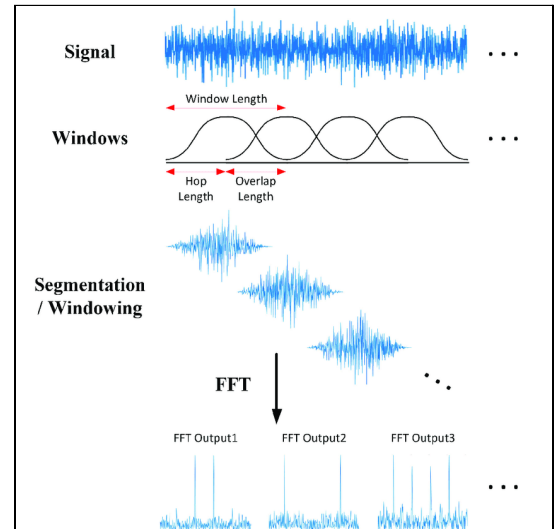 Signal
. . .
Window Length
Windows
. . .
Hop Length
Overlap Length
Segmentation
/ Windowing
. . .
FFT
FFT Output1
FFT Output2
FFT Output3
. . .